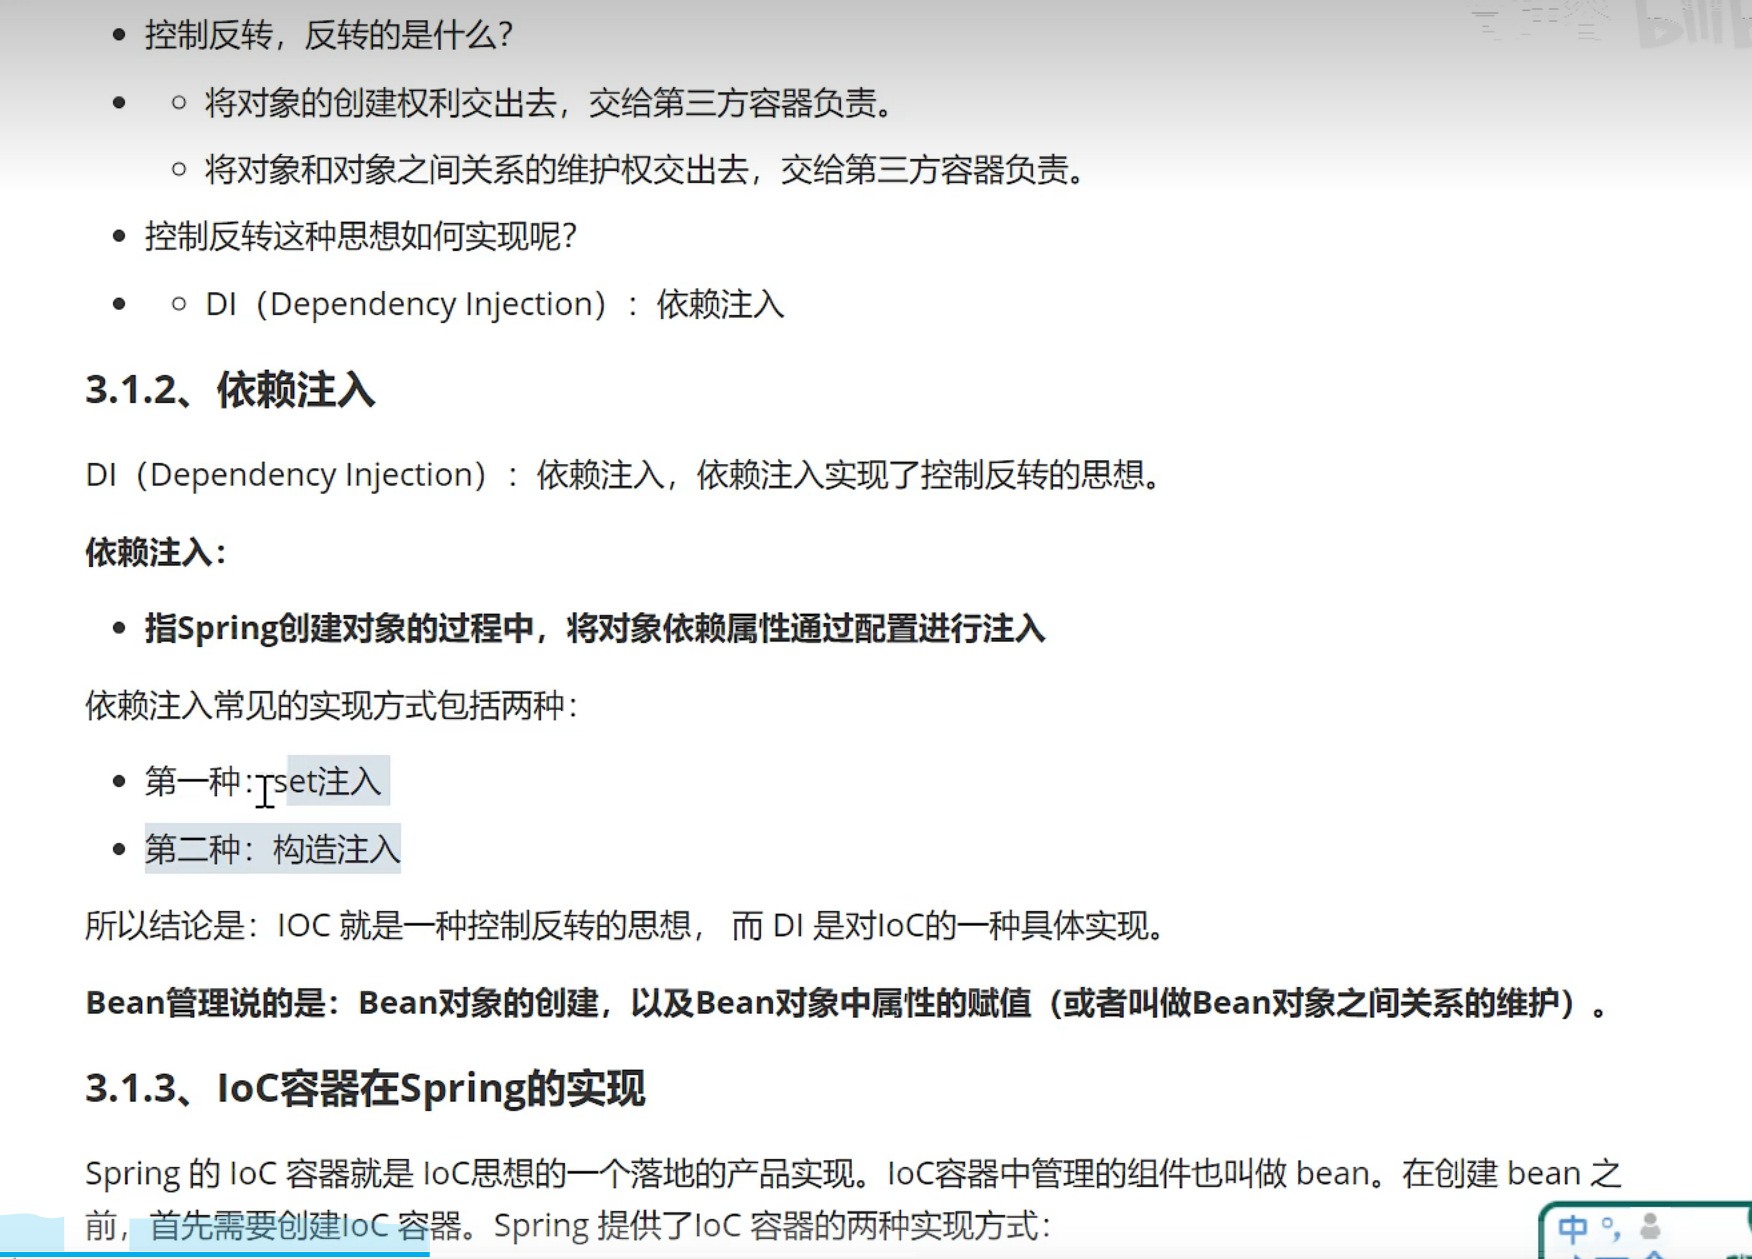 控制反转，反转的是什么？
将对象的创建权利交出去，交给第三方容器负责。
将对象和对象之间关系的维护权交出去，交给第三方容器负责。
控制反转这种思想如何实现呢？
DI（Dependency Injection）：依赖注入
3.1.2、依赖注入
DI（Dependency Injection）：依赖注入，依赖注入实现了控制反转的思想。
依赖注入：
指Spring创建对象的过程中，将对象依赖属性通过配置进行注入
依赖注入常见的实现方式包括两种：
第一种：set注入
第二种：构造注入
所以结论是：IOC 就是一种控制反转的思想， 而 DI 是对IoC的一种具体实现。
Bean管理说的是：Bean对象的创建，以及Bean对象中属性的赋值（或者叫做Bean对象之间关系的维护）。
3.1.3、IoC容器在Spring的实现
Spring 的 IoC 容器就是 IoC思想的一个落地的产品实现。IoC容器中管理的组件也叫做 bean。在创建 bean 之
前，首先需要创建IoC 容器。Spring 提供了IoC 容器的两种实现方式：
中